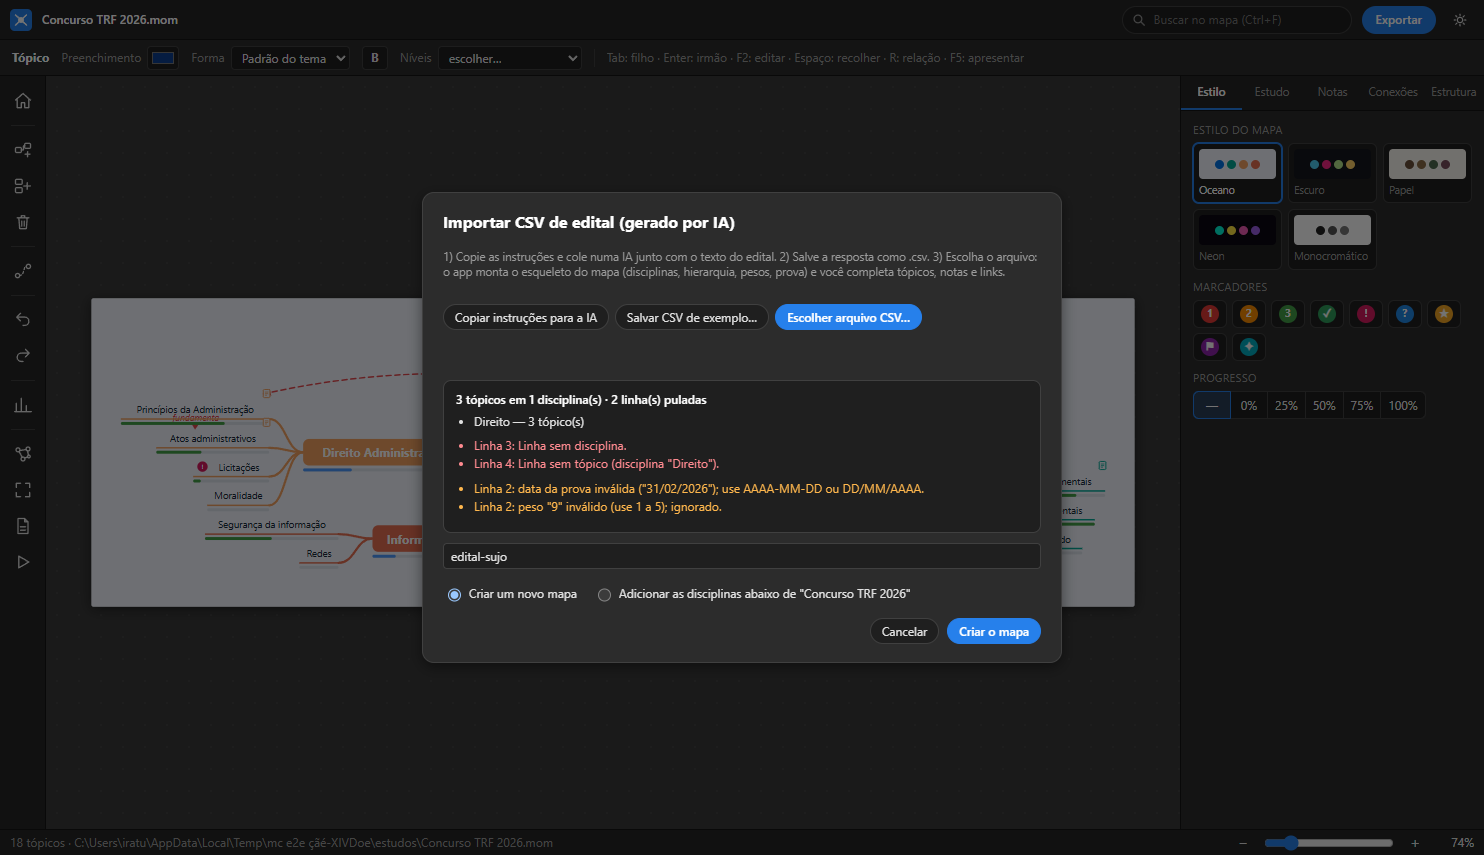 Concurso TRF 2026.mom
Buscar no mapa (Ctrl+F)
Exportar
Tópico
Preenchimento
Forma
Padrão do tema
B
Níveis
escolher...
Tab: filho · Enter: irmão · F2: editar · Espaço: recolher · R: relação · F5: apresentar
Estilo
Estudo
Notas
Conexões
Estrutura
ESTILO DO MAPA
Oceano
Escuro
Papel
Neon
Monocromático
MARCADORES
1
2
3
!
?
PROGRESSO
—
0%
25%
50%
75%
100%
Princípios da Administração
fundamenta
Atos administrativos
!
Licitações
Moralidade
Direito Administra
Segurança da informação
Redes
Inform
mentais
ntais
do
Importar CSV de edital (gerado por IA)
1) Copie as instruções e cole numa IA junto com o texto do edital. 2) Salve a resposta como .csv. 3) Escolha o arquivo:
o app monta o esqueleto do mapa (disciplinas, hierarquia, pesos, prova) e você completa tópicos, notas e links.
Copiar instruções para a IA
Salvar CSV de exemplo...
Escolher arquivo CSV...
3 tópicos em 1 disciplina(s) · 2 linha(s) puladas
• Direito — 3 tópico(s)
• Linha 3: Linha sem disciplina.
• Linha 4: Linha sem tópico (disciplina "Direito").
• Linha 2: data da prova inválida ("31/02/2026"); use AAAA-MM-DD ou DD/MM/AAAA.
• Linha 2: peso "9" inválido (use 1 a 5); ignorado.
edital-sujo
Criar um novo mapa
Adicionar as disciplinas abaixo de "Concurso TRF 2026"
Cancelar
Criar o mapa
18 tópicos · C:\Users\iratu\AppData\Local\Temp\mc e2e çãé-XIVDoe\estudos\Concurso TRF 2026.mom
−
+
74%